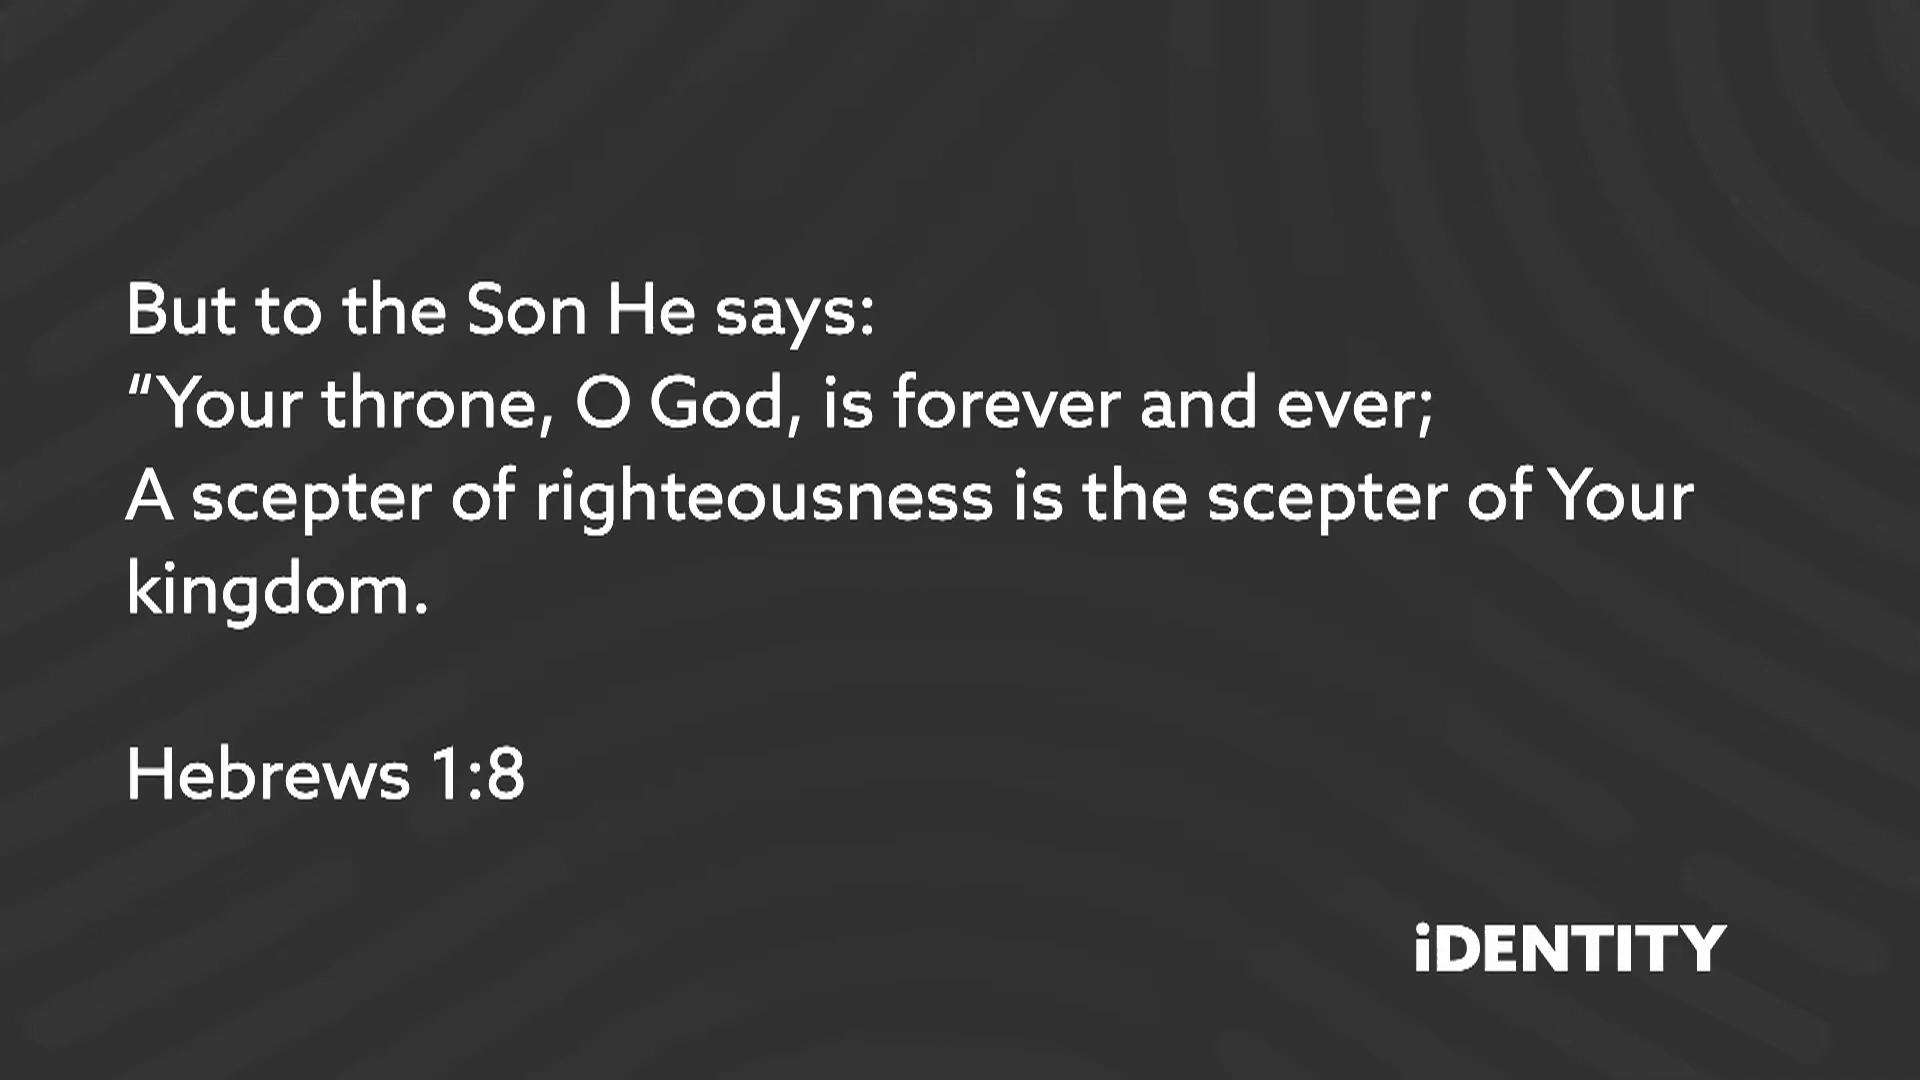 But to the Son He says:
“Your throne, O God, is forever and ever;
A scepter of righteousness is the scepter of Your
kingdom.
Hebrews 1:8
iDENTITY